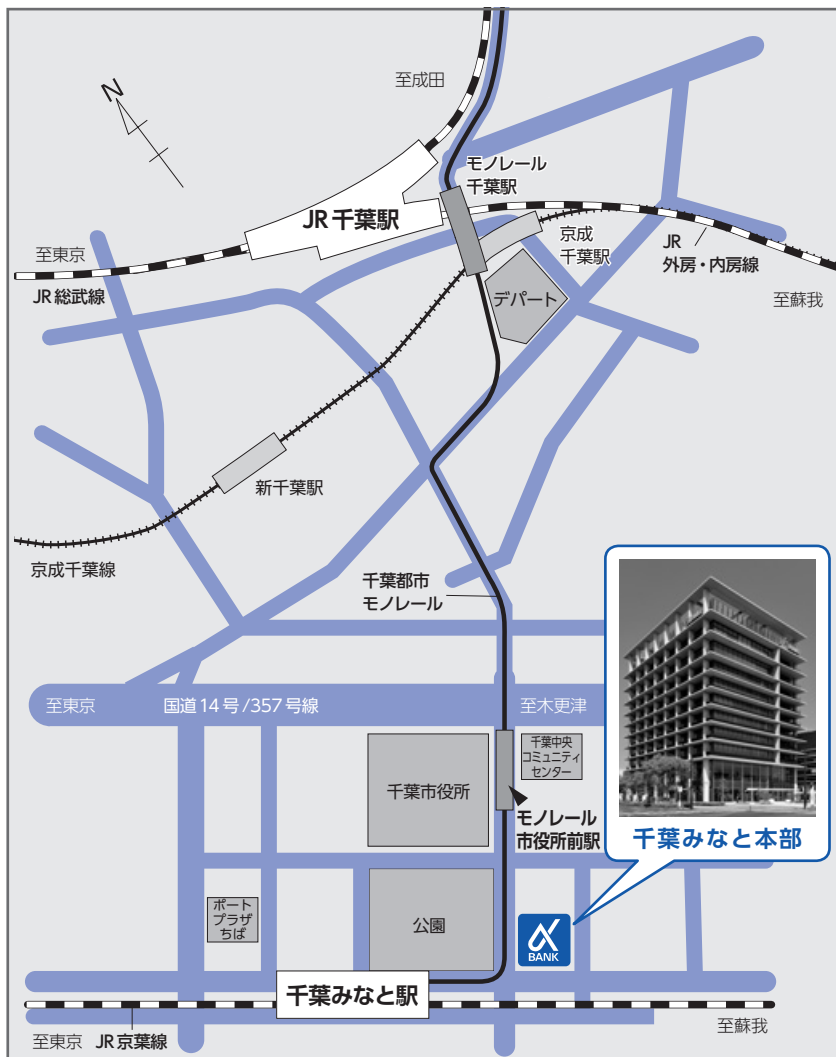 至成田
N
モノレール
千葉駅
JR 千葉駅
京成
千葉駅
JR
外房・内房線
至東京
JR 総武線
デパート
至蘇我
新千葉駅
京成千葉線
千葉都市
モノレール
至東京
国道14号/357号線
至木更津
千葉中央
コミュニティ
センター
千葉市役所
モノレール
市役所前駅
千葉みなと本部
ポート
プラザ
ちば
公園
BANK
千葉みなと駅
至東京
JR 京葉線
至蘇我